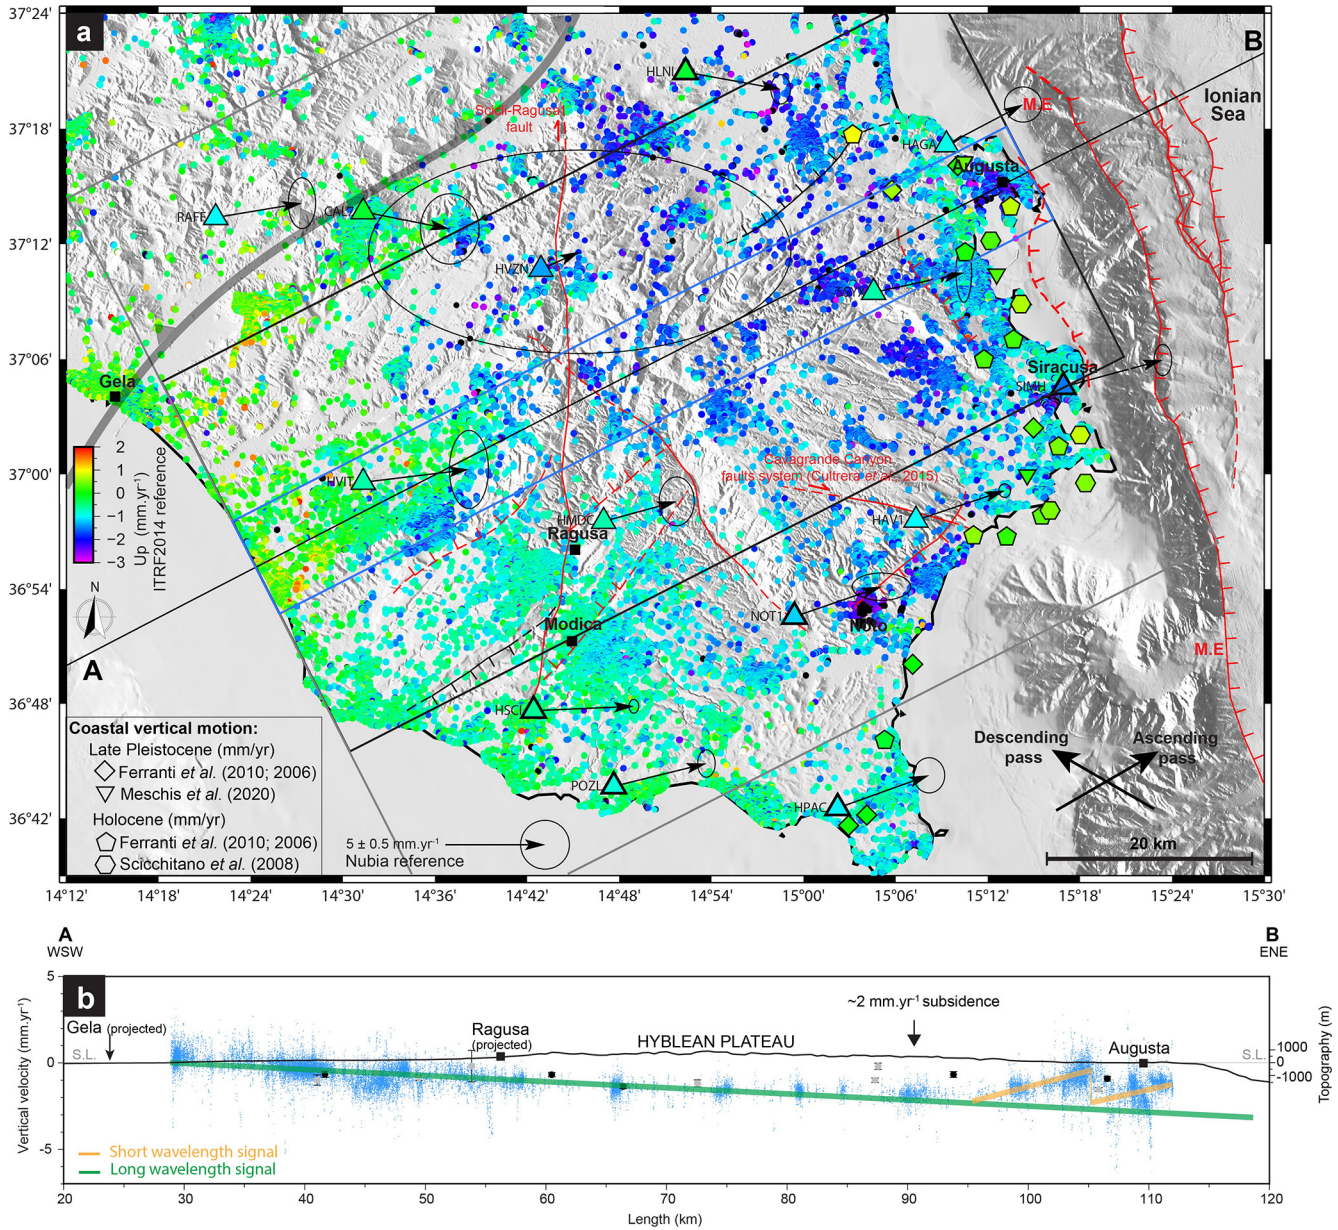 a
B
A
37°24'
37°18'
37°12'
37°06'
37°00'
36°54'
36°48'
36°42'
14°12'
14°18'
14°24'
14°30'
14°36'
14°42'
14°48'
14°54'
15°00'
15°06'
15°12'
15°18'
15°24'
15°30'
HLNI
Scicli-Ragusa
fault
M.E
Ionian
Sea
HAGA
Augusta
RAFF
GALF
HVZN
Gela
Siracusa
SIMH
2
1
0
−1
−2
−3
Up (mm.yr⁻¹)
ITRF2014 reference
N
HVIT
HMDC
Ragusa
Cavagrande Canyon
faults system (Cultrera et al., 2015)
HAV1
NOT1
Noto
Modica
M.E
HSCI
POZL
HPAC
Coastal vertical motion:
Late Pleistocene (mm/yr)
Ferranti et al. (2010; 2006)
Meschis et al. (2020)
Holocene (mm/yr)
Ferranti et al. (2010; 2006)
Scicchitano et al. (2008)
5 ± 0.5 mm.yr⁻¹
Nubia reference
Descending
pass
Ascending
pass
20 km
A
WSW
B
ENE
b
Vertical velocity (mm.yr⁻¹)
5
0
-5
Gela (projected)
S.L.
Ragusa
(projected)
HYBLEAN PLATEAU
~2 mm.yr⁻¹ subsidence
Augusta
S.L.
1000
0
-1000
Topography (m)
Short wavelength signal
Long wavelength signal
20
30
40
50
60
70
80
90
100
110
120
Length (km)